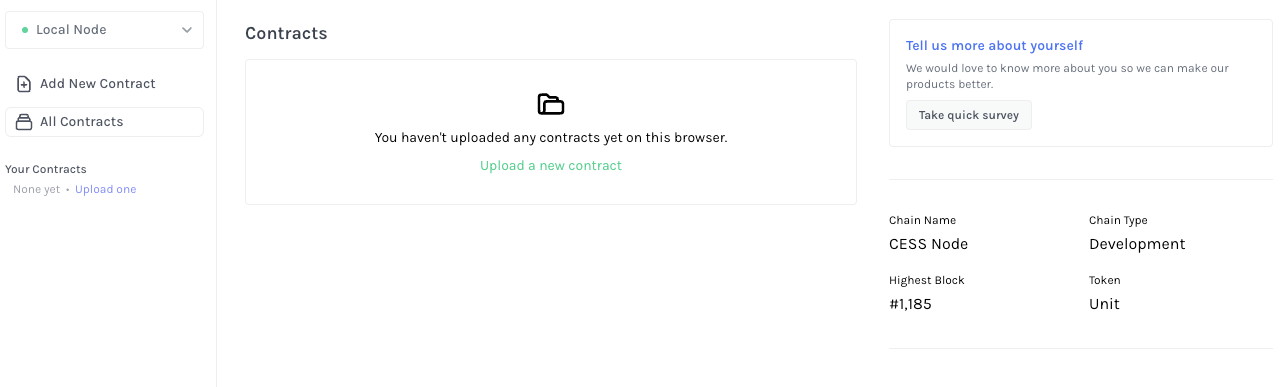 Local Node
Add New Contract
All Contracts
Your Contracts
None yet • Upload one
Contracts
You haven't uploaded any contracts yet on this browser.
Upload a new contract
Tell us more about yourself
We would love to know more about you so we can make our
products better.
Take quick survey
Chain Name
CESS Node
Chain Type
Development
Highest Block
#1,185
Token
Unit